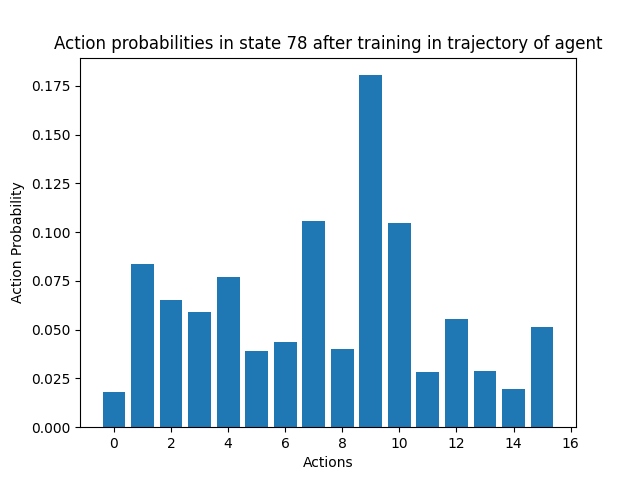 Action probabilities in state 78 after training in trajectory of agent
Action Probability
0.175
0.150
0.125
0.100
0.075
0.050
0.025
0.000
0 2 4 6 8 10 12 14 16
Actions